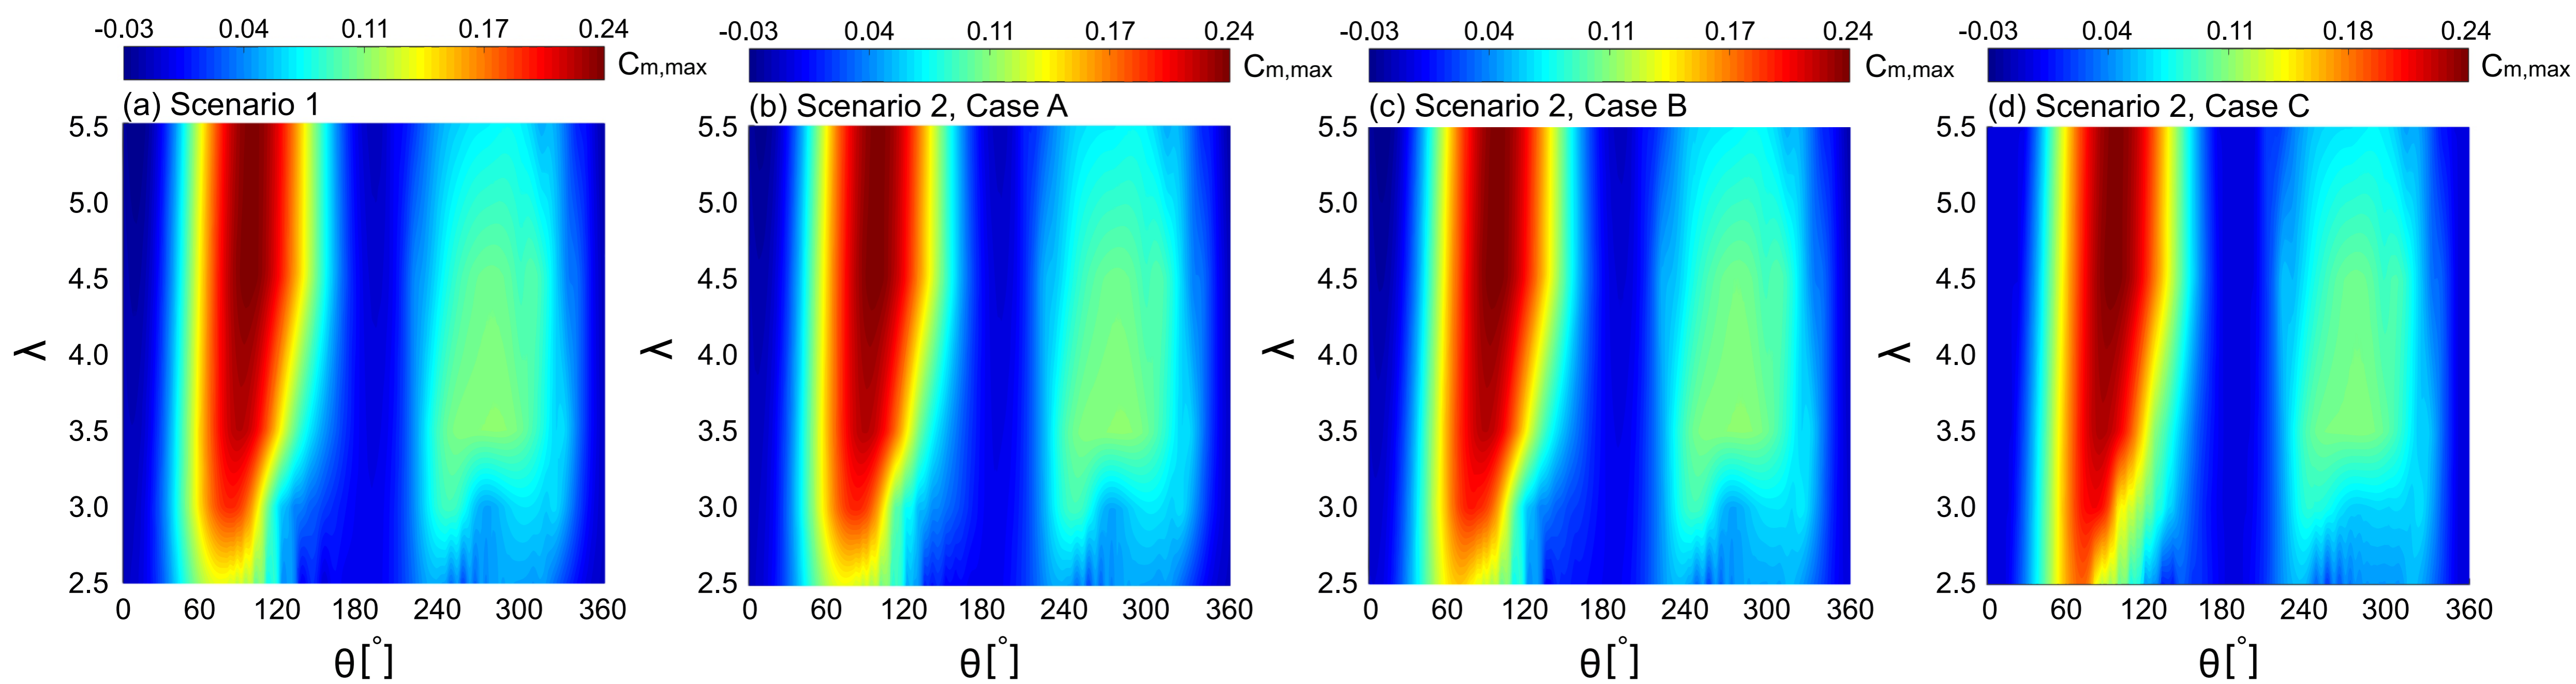 -0.03 0.04 0.11 0.17 0.24
Cm,max
(a) Scenario 1
5.5
5.0
4.5
4.0
3.5
3.0
2.5
λ
0 60 120 180 240 300 360
θ[°]
-0.03 0.04 0.11 0.17 0.24
Cm,max
(b) Scenario 2, Case A
5.5
5.0
4.5
4.0
3.5
3.0
2.5
λ
0 60 120 180 240 300 360
θ[°]
-0.03 0.04 0.11 0.17 0.24
Cm,max
(c) Scenario 2, Case B
5.5
5.0
4.5
4.0
3.5
3.0
2.5
λ
0 60 120 180 240 300 360
θ[°]
-0.03 0.04 0.11 0.18 0.24
Cm,max
(d) Scenario 2, Case C
5.5
5.0
4.5
4.0
3.5
3.0
2.5
λ
0 60 120 180 240 300 360
θ[°]